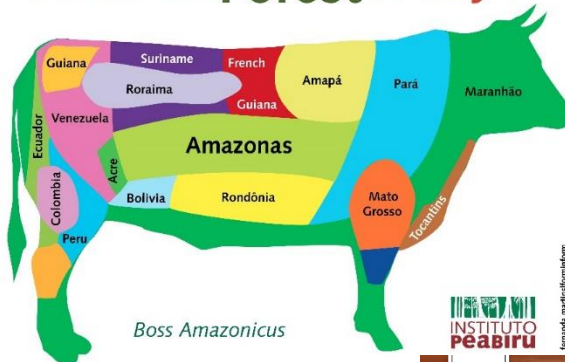 Forest
Guiana
Suriname
French
Guiana
Roraima
Amapá
Pará
Maranhão
Venezuela
Ecuador
Amazonas
Acre
Colombia
Bolivia
Rondônia
Mato
Grosso
Tocantins
Peru
Boss Amazonicus
INSTITUTO
PEABIRU